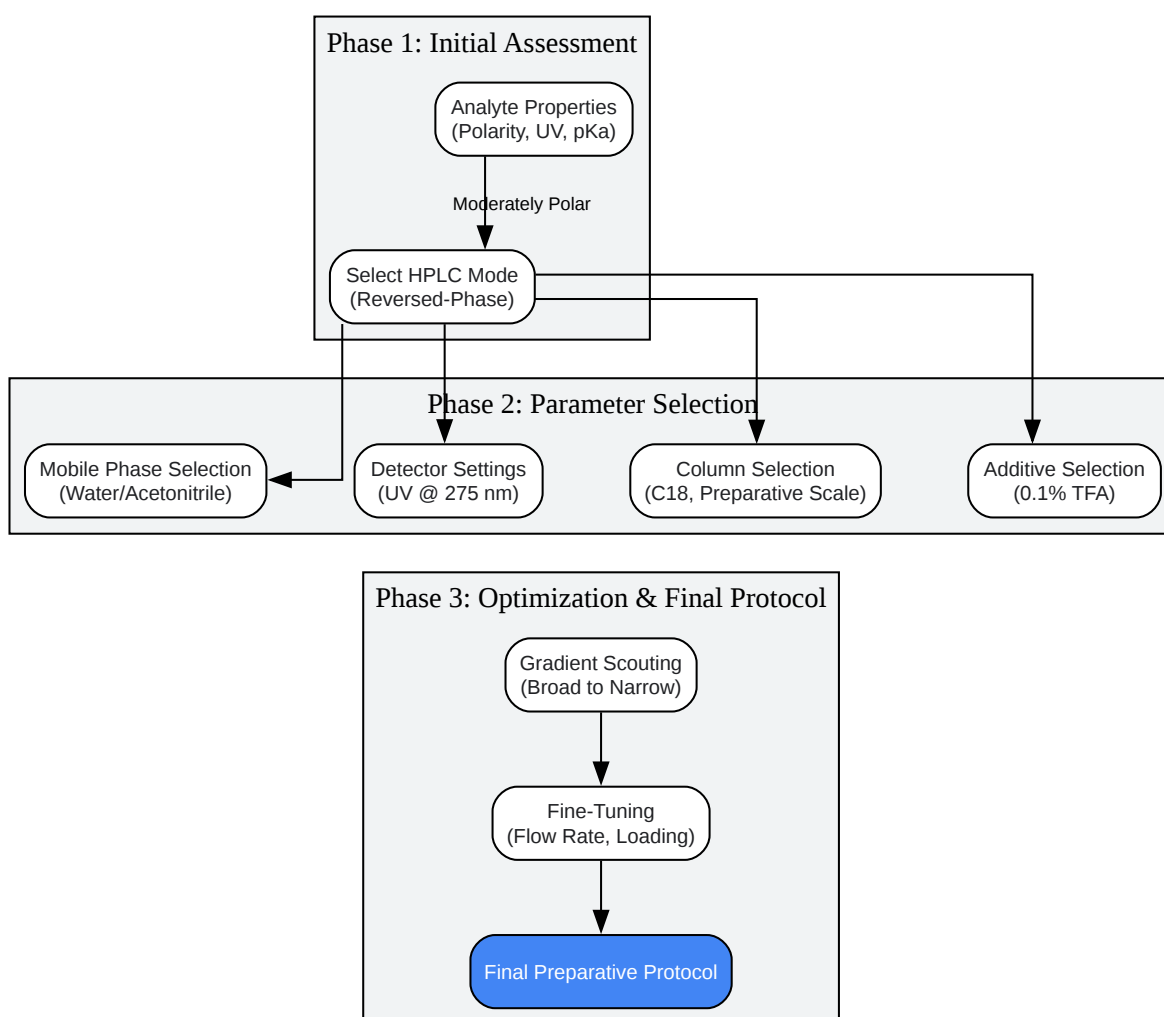 Phase 1: Initial Assessment
Analyte Properties
(Polarity, UV, pKa)
Moderately Polar
Select HPLC Mode
(Reversed-Phase)
Phase 2: Parameter Selection
Mobile Phase Selection
(Water/Acetonitrile)
Detector Settings
(UV @ 275 nm)
Column Selection
(C18, Preparative Scale)
Additive Selection
(0.1% TFA)
Phase 3: Optimization & Final Protocol
Gradient Scouting
(Broad to Narrow)
Fine-Tuning
(Flow Rate, Loading)
Final Preparative Protocol